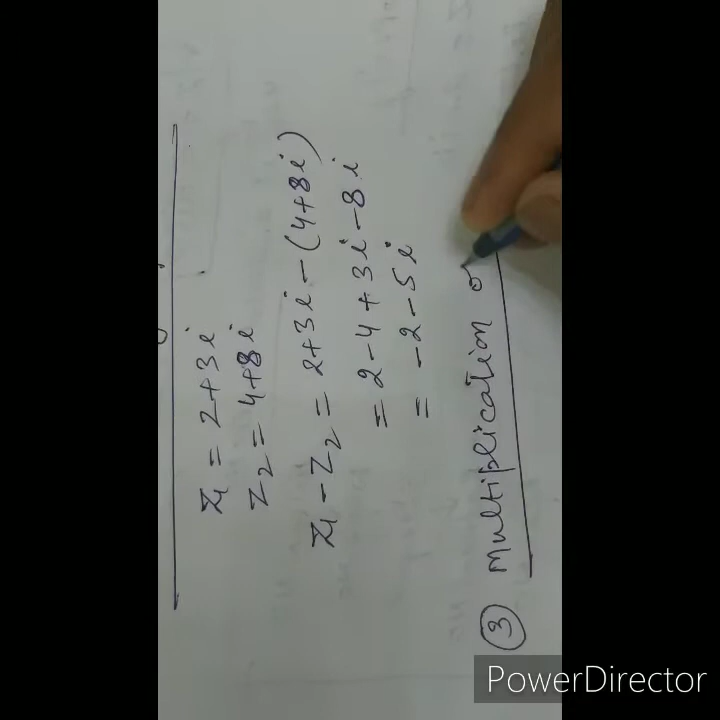 Z1 = 2+3i
Z2 = 4+8i
Z1 - Z2 = 2+3i - (4+8i)
= 2-4+3i-8i
= -2-5i
③ Multiplication o
PowerDirector